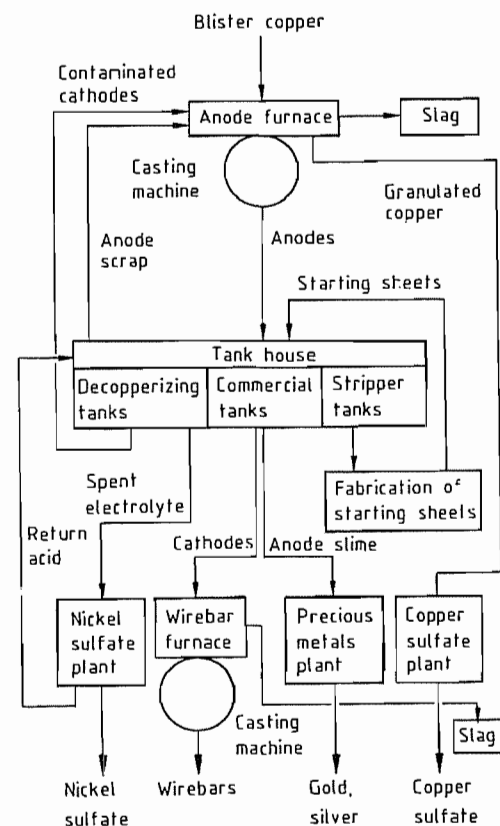 Blister copper
Contaminated
cathodes
Anode furnace
Slag
Casting
machine
Granulated
copper
Anode
scrap
Anodes
Starting sheets
Tank house
Decopperizing
tanks
Commercial
tanks
Stripper
tanks
Spent
electrolyte
Fabrication of
starting sheels
Return
acid
Cathodes
Anode slime
Nickel
sulfate
plant
Wirebar
furnace
Precious
metals
plant
Copper
sulfate
plant
Casting
machine
Slag
Nickel
sulfate
Wirebars
Gold,
silver
Copper
sulfate